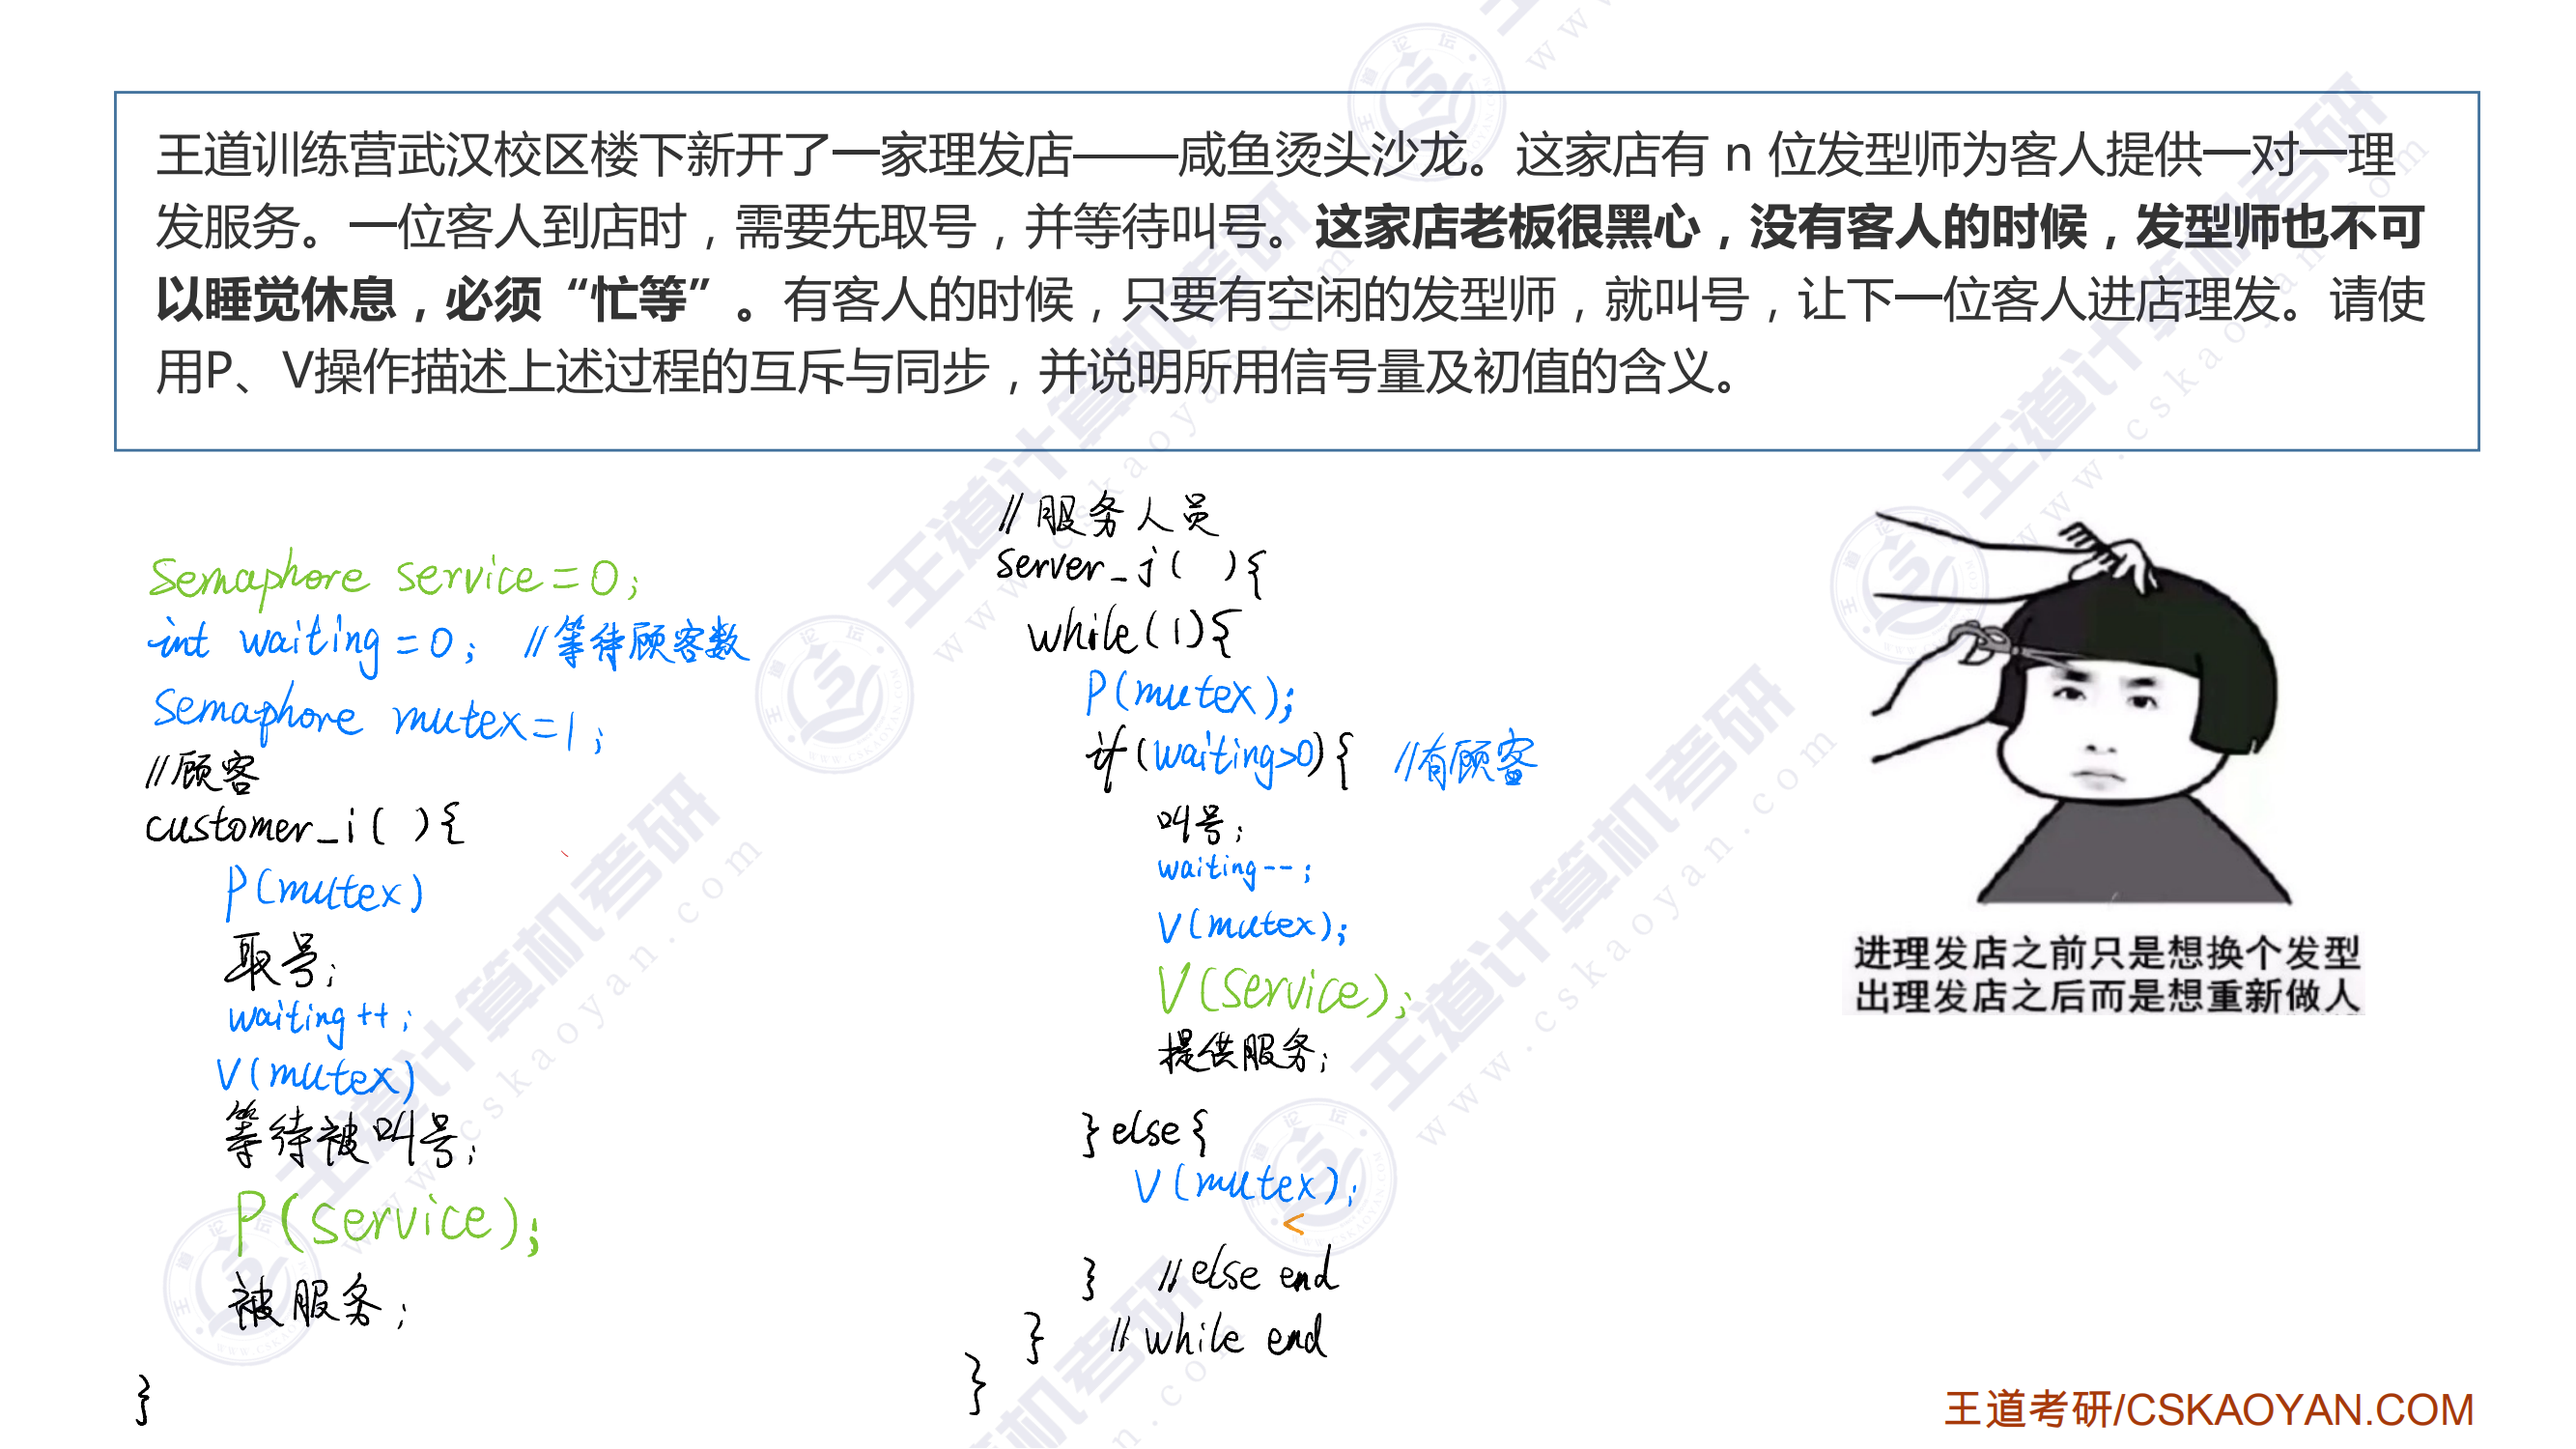 王道训练营武汉校区楼下新开了一家理发店——咸鱼烫头沙龙。这家店有 n 位发型师为客人提供一对一理
发服务。一位客人到店时，需要先取号，并等待叫号。这家店老板很黑心，没有客人的时候，发型师也不可
以睡觉休息，必须“忙等”。有客人的时候，只要有空闲的发型师，就叫号，让下一位客人进店理发。请使
用P、V操作描述上述过程的互斥与同步，并说明所用信号量及初值的含义。
Semaphore service=0;
int waiting=0; //等待顾客数
Semaphore mutex=1;
//顾客
customer_i( ){
P(mutex)
取号;
waiting++;
V(mutex)
等待被叫号;
P(service);
被服务;
}
//服务人员
server_j( ){
while(1){
P(mutex);
if(waiting>0){ //有顾客
叫号;
waiting--;
V(mutex);
V(service);
提供服务;
}else{
V(mutex);
<
} //else end
} //while end
}
进理发店之前只是想换个发型
出理发店之后而是想重新做人
王道考研/CSKAOYAN.COM
王道计算机考研
www.cskaoyan.com